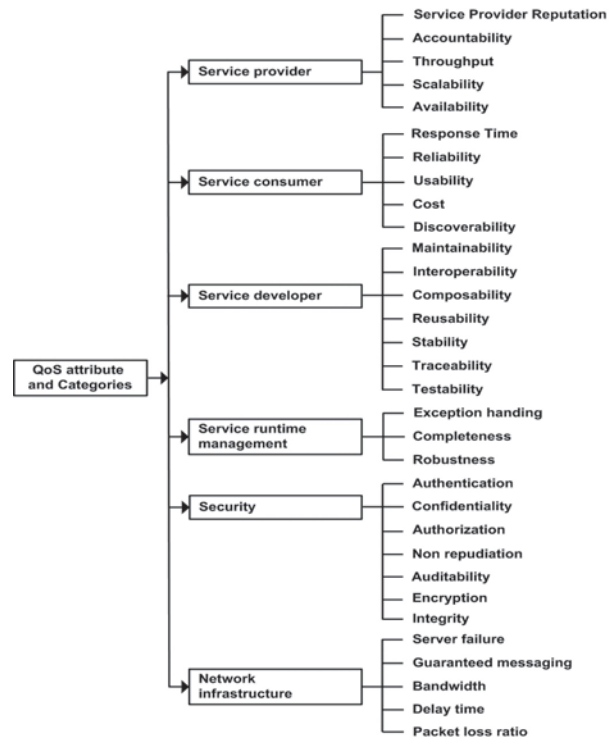 Service Provider Reputation
Accountability
Service provider
Throughput
Scalability
Availability
Response Time
Reliability
Service consumer
Usability
Cost
Discoverability
Maintainability
Interoperability
Service developer
Composability
Reusability
Stability
QoS attribute
and Categories
Traceability
Testability
Exception handing
Service runtime
management
Completeness
Robustness
Authentication
Security
Confidentiality
Authorization
Non repudiation
Auditability
Encryption
Integrity
Server failure
Guaranteed messaging
Network
infrastructure
Bandwidth
Delay time
Packet loss ratio